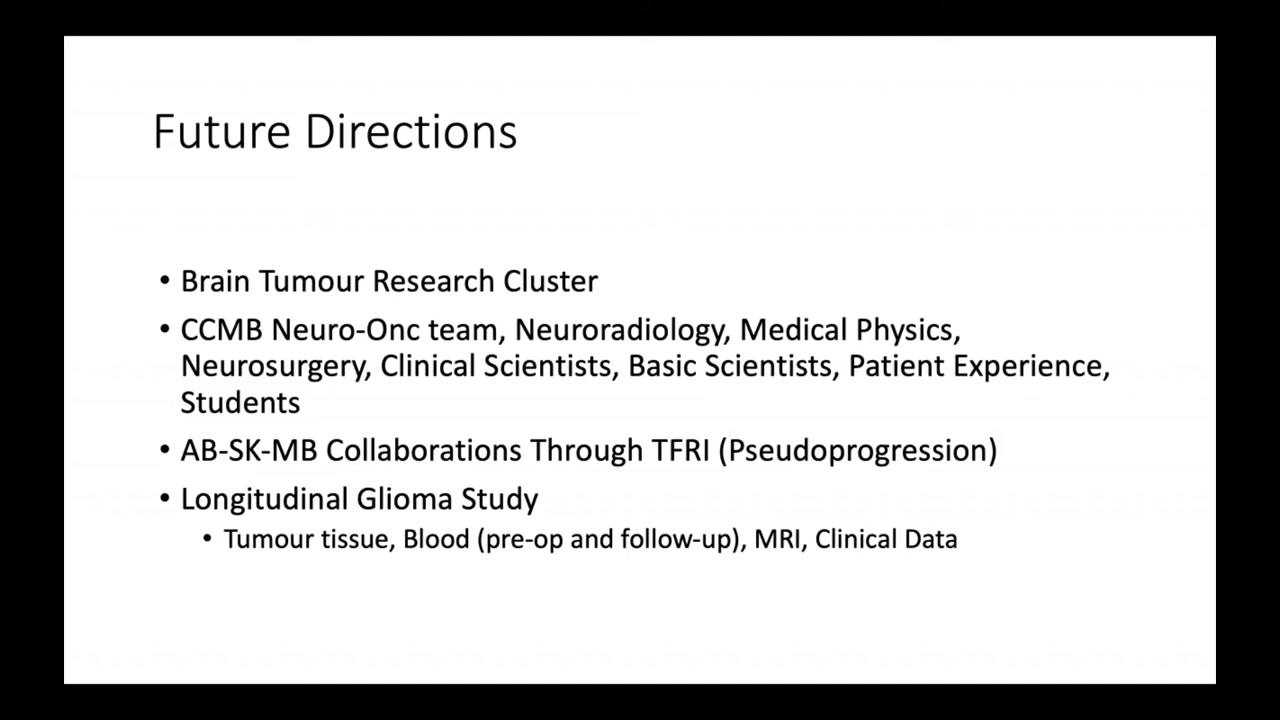 Future Directions
• Brain Tumour Research Cluster
• CCMB Neuro-Onc team, Neuroradiology, Medical Physics,
Neurosurgery, Clinical Scientists, Basic Scientists, Patient Experience,
Students
• AB-SK-MB Collaborations Through TFRI (Pseudoprogression)
• Longitudinal Glioma Study
• Tumour tissue, Blood (pre-op and follow-up), MRI, Clinical Data